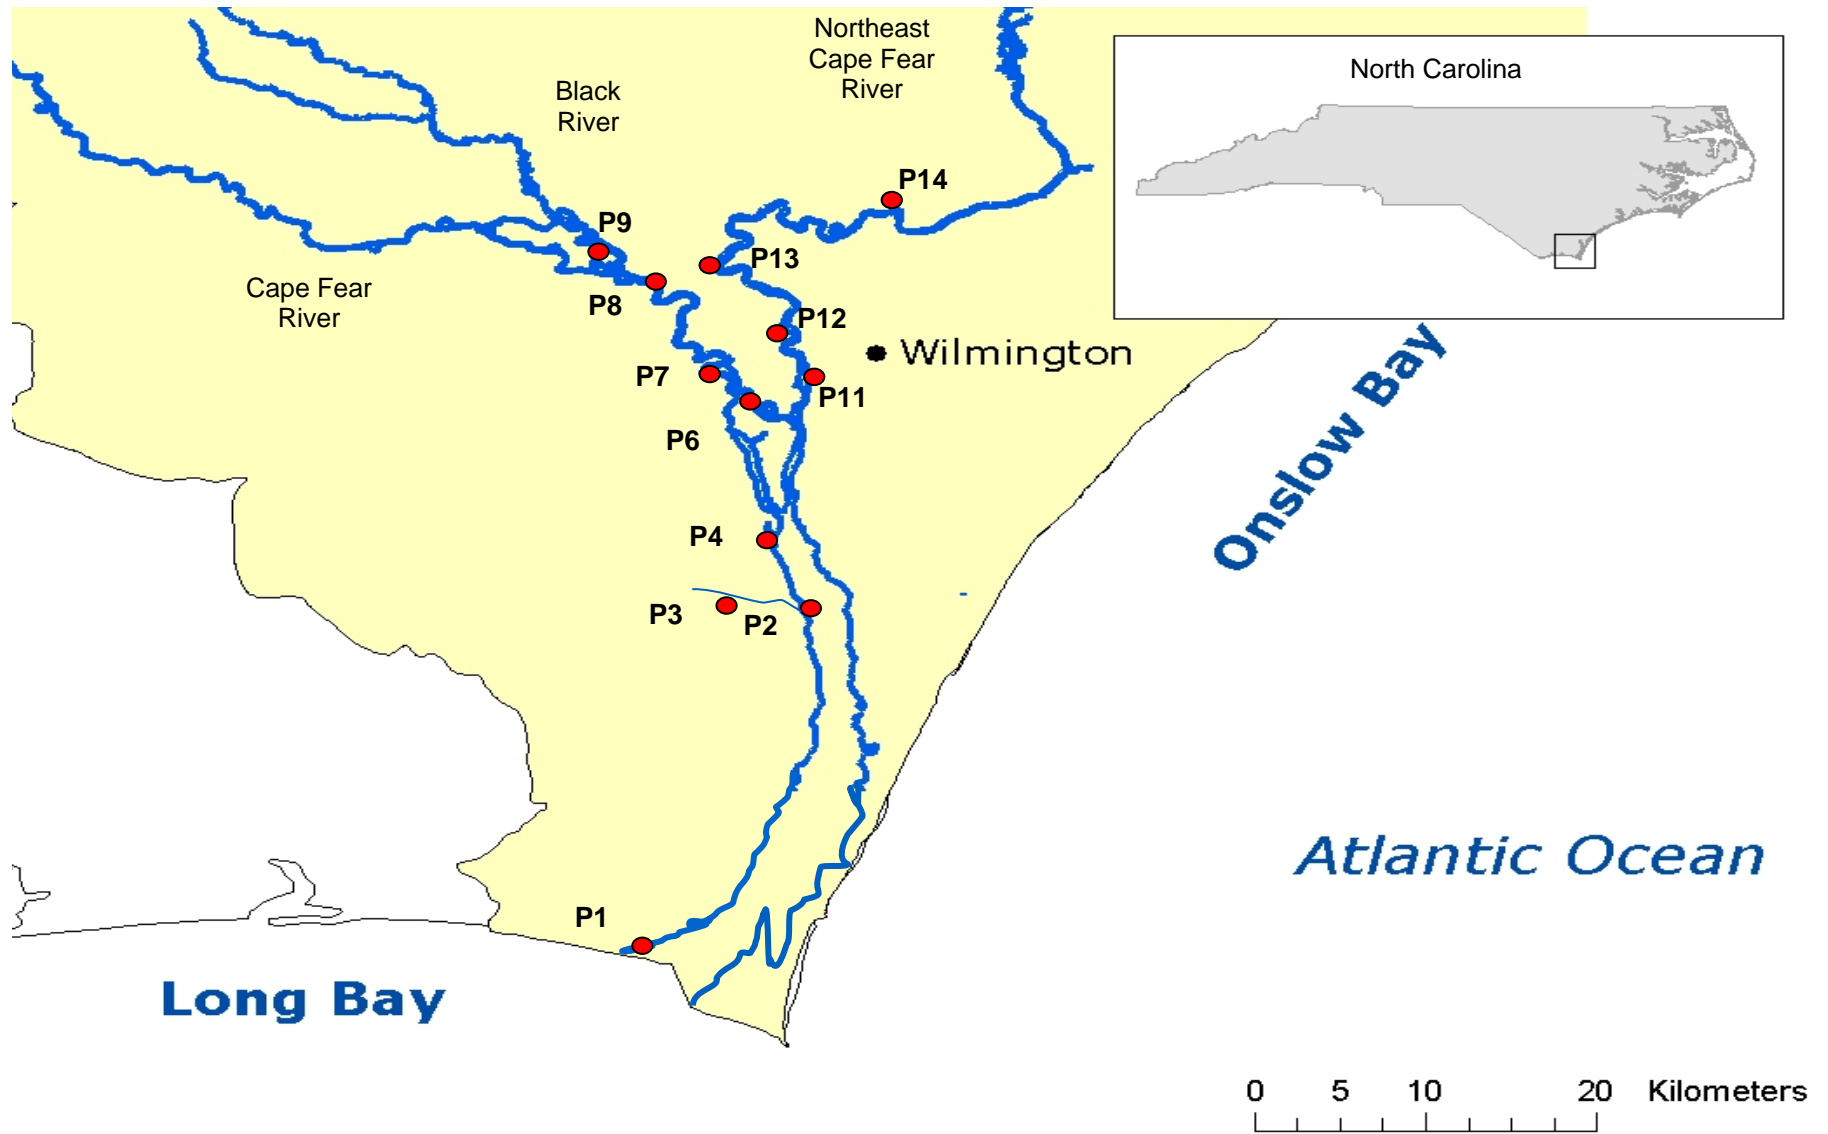 Northeast
Cape Fear
River
North Carolina
Black
River
P14
P9
P13
Cape Fear
River
P8
P12
Wilmington
P7
P11
P6
Onslow Bay
P4
P3
P2
Atlantic Ocean
P1
Long Bay
0 5 10 20 Kilometers